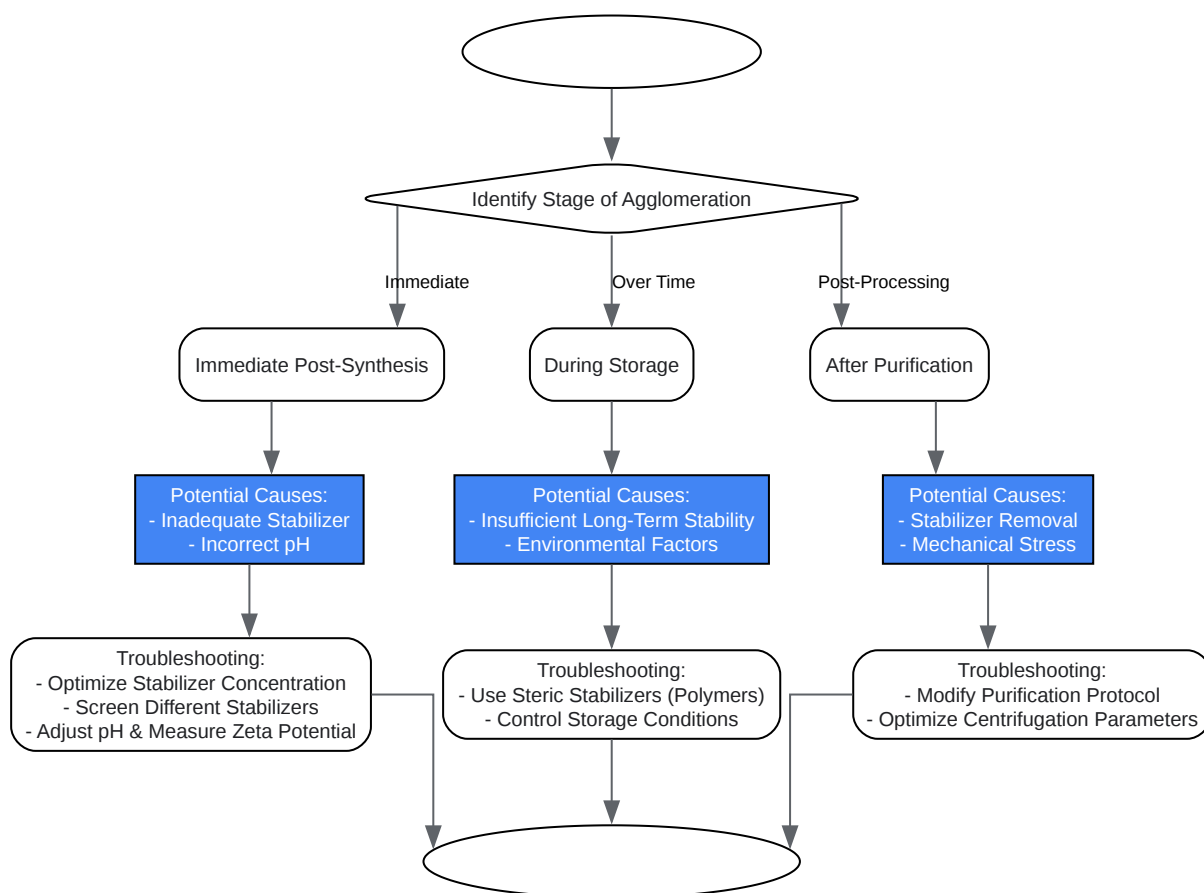 Identify Stage of Agglomeration
Immediate
Over Time
Post-Processing
Immediate Post-Synthesis
During Storage
After Purification
Potential Causes:
- Inadequate Stabilizer
- Incorrect pH
Potential Causes:
- Insufficient Long-Term Stability
- Environmental Factors
Potential Causes:
- Stabilizer Removal
- Mechanical Stress
Troubleshooting:
- Optimize Stabilizer Concentration
- Screen Different Stabilizers
- Adjust pH & Measure Zeta Potential
Troubleshooting:
- Use Steric Stabilizers (Polymers)
- Control Storage Conditions
Troubleshooting:
- Modify Purification Protocol
- Optimize Centrifugation Parameters